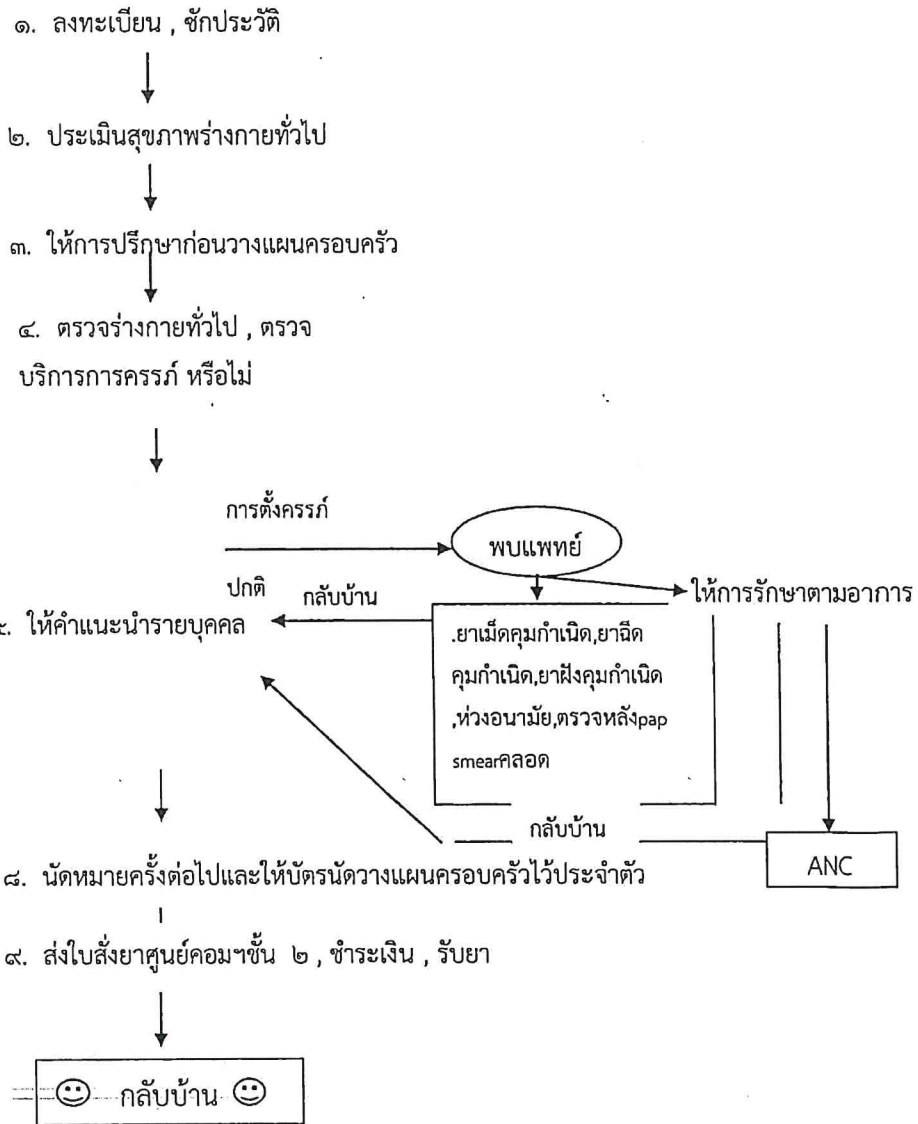 ๑. ลงทะเบียน , ซักประวัติ
๒. ประเมินสุขภาพร่างกายทั่วไป
๓. ให้การปรึกษาก่อนวางแผนครอบครัว
๔. ตรวจร่างกายทั่วไป , ตรวจ
บริการการครรภ์ หรือไม่
การตั้งครรภ์
พบแพทย์
ปกติ
กลับบ้าน
ให้การรักษาตามอาการ
ให้คำแนะนำรายบุคคล
.ยาเม็ดคุมกำเนิด,ยาฉีด
คุมกำเนิด,ยาฝังคุมกำเนิด
,ห่วงอนามัย,ตรวจหลังpap
smearคลอด
กลับบ้าน
ANC
๘. นัดหมายครั้งต่อไปและให้บัตรนัดวางแผนครอบครัวไว้ประจำตัว
๙. ส่งใบสั่งยาศูนย์คอมฯชั้น ๒ , ชำระเงิน , รับยา
กลับบ้าน